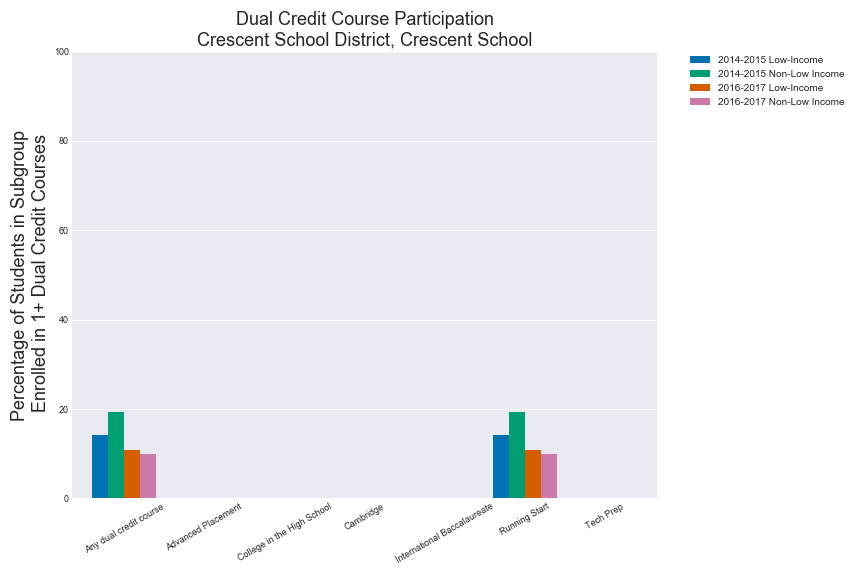 Dual Credit Course Participation
Crescent School District, Crescent School
2014-2015 Low-Income
2014-2015 Non-Low Income
2016-2017 Low-Income
2016-2017 Non-Low Income
Percentage of Students in Subgroup
Enrolled in 1+ Dual Credit Courses
100
80
60
40
20
0
Any dual credit course
Advanced Placement
College in the High School
Cambridge
International Baccalaureate
Running Start
Tech Prep